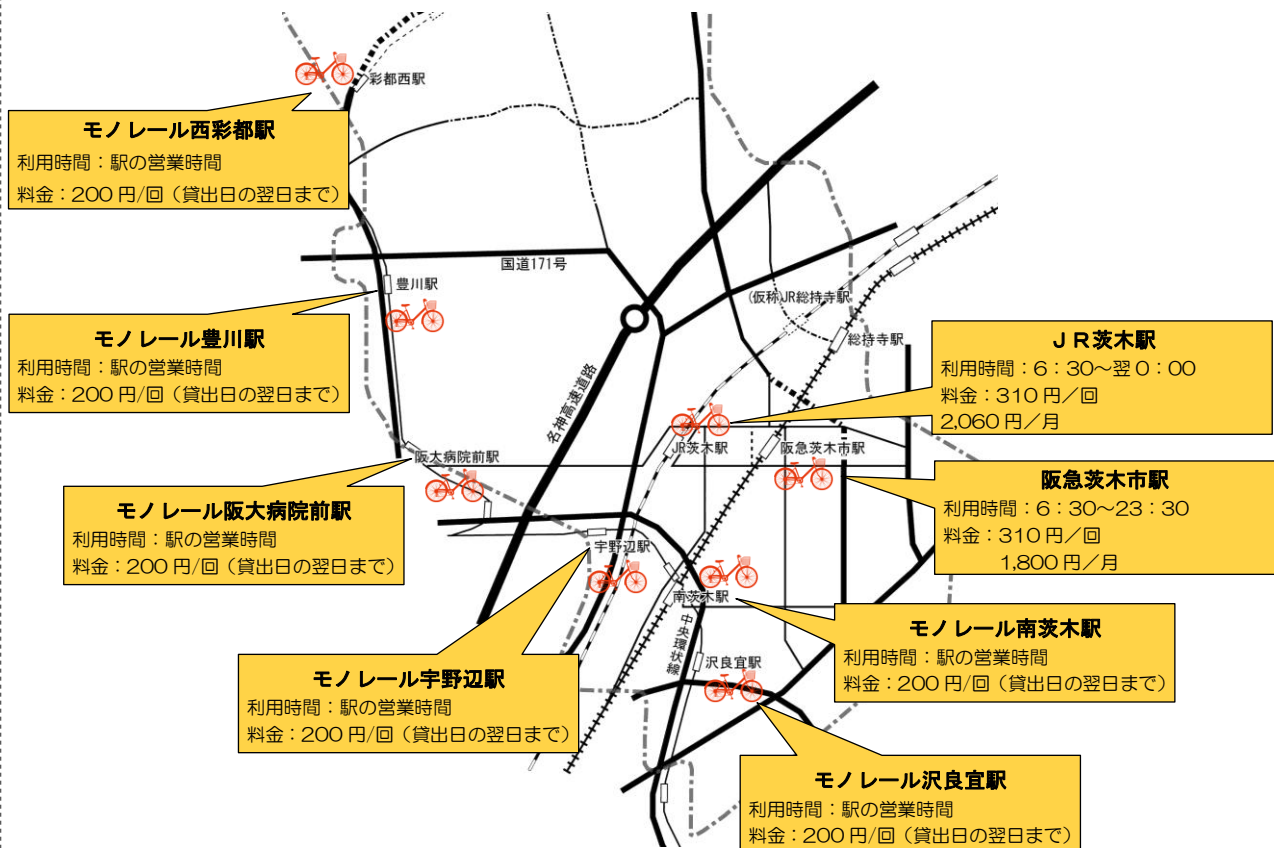 彩都西駅
モノレール西彩都駅
利用時間：駅の営業時間
料金：200円/回（貸出日の翌日まで）
国道171号
豊川駅
モノレール豊川駅
利用時間：駅の営業時間
料金：200円/回（貸出日の翌日まで）
(仮称)JR総持寺駅
総持寺駅
ＪＲ茨木駅
利用時間：6：30～翌0：00
料金：310円／回
2,060円／月
名神高速道路
JR茨木駅
阪急茨木市駅
阪大病院前駅
阪急茨木市駅
利用時間：6：30～23：30
料金：310円／回
1,800円／月
モノレール阪大病院前駅
利用時間：駅の営業時間
料金：200円/回（貸出日の翌日まで）
宇野辺駅
南茨木駅
中央環状線
モノレール南茨木駅
利用時間：駅の営業時間
料金：200円/回（貸出日の翌日まで）
沢良宜駅
モノレール宇野辺駅
利用時間：駅の営業時間
料金：200円/回（貸出日の翌日まで）
モノレール沢良宜駅
利用時間：駅の営業時間
料金：200円/回（貸出日の翌日まで）